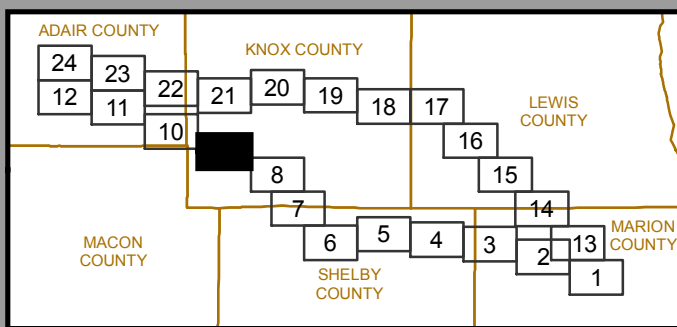 ADAIR COUNTY
KNOX COUNTY
LEWIS
COUNTY
24
23
22
21
20
19
18
17
12
11
10
16
15
8
14
7
MARION
COUNTY
MACON
COUNTY
6
5
4
3
2
13
1
SHELBY
COUNTY